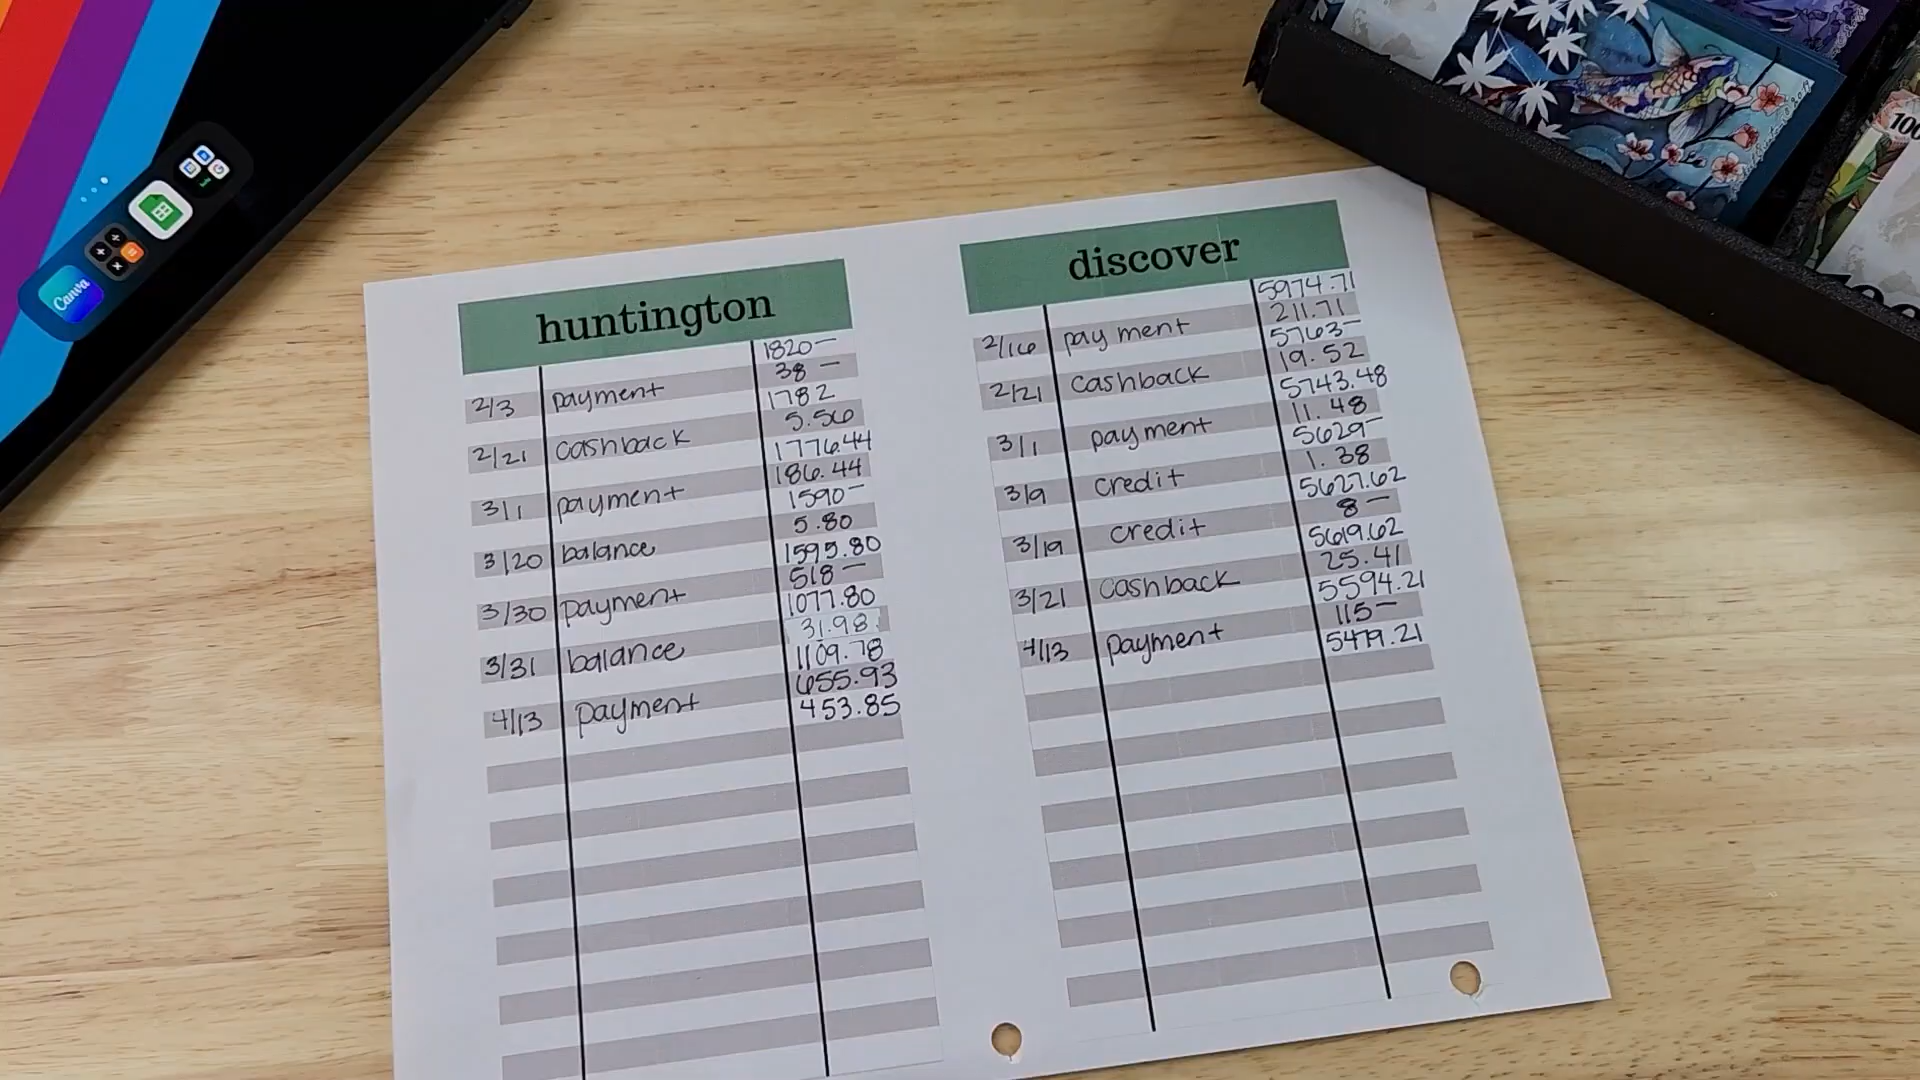 Canva
huntington
1820—
2/3 payment 38—
1782
2/21 cashback 5.56
1776.44
3/1 payment 186.44
1590—
3/20 balance 5.80
1595.80
3/30 payment 518—
1077.80
3/31 balance 31.98
1109.78
4/13 payment 655.93
453.85
discover
5974.71
2/16 payment 211.71
5763—
2/21 cashback 19.52
5743.48
3/1 payment 11.48
5629—
3/9 credit 1.38
5627.62
3/19 credit 8—
5619.62
3/21 cashback 25.41
5594.21
4/13 payment 115—
5479.21
100